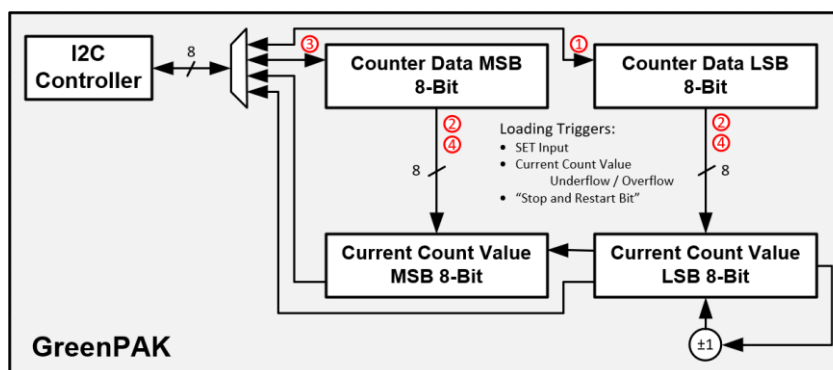 I2C
Controller
8
③
Counter Data MSB
8-Bit
①
Counter Data LSB
8-Bit
②
④
8
Loading Triggers:
• SET Input
• Current Count Value
Underflow / Overflow
• “Stop and Restart Bit”
②
④
8
Current Count Value
MSB 8-Bit
Current Count Value
LSB 8-Bit
±1
GreenPAK